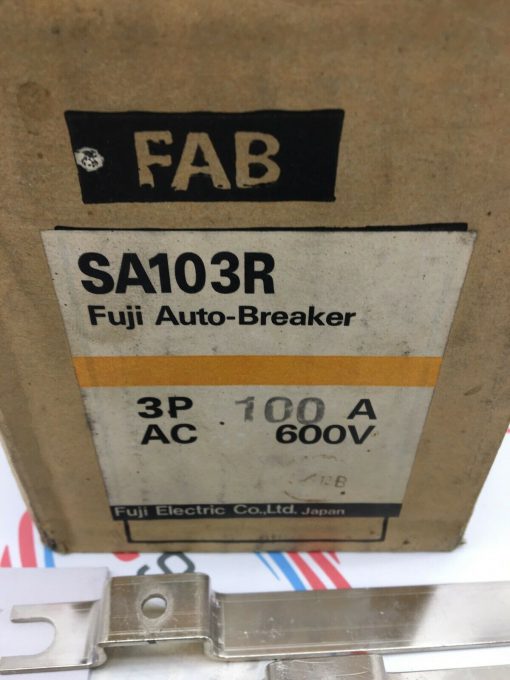 FAB
SA103R
Fuji Auto-Breaker
3P 100 A
AC 600V
Fuji Electric Co.,Ltd. Japan